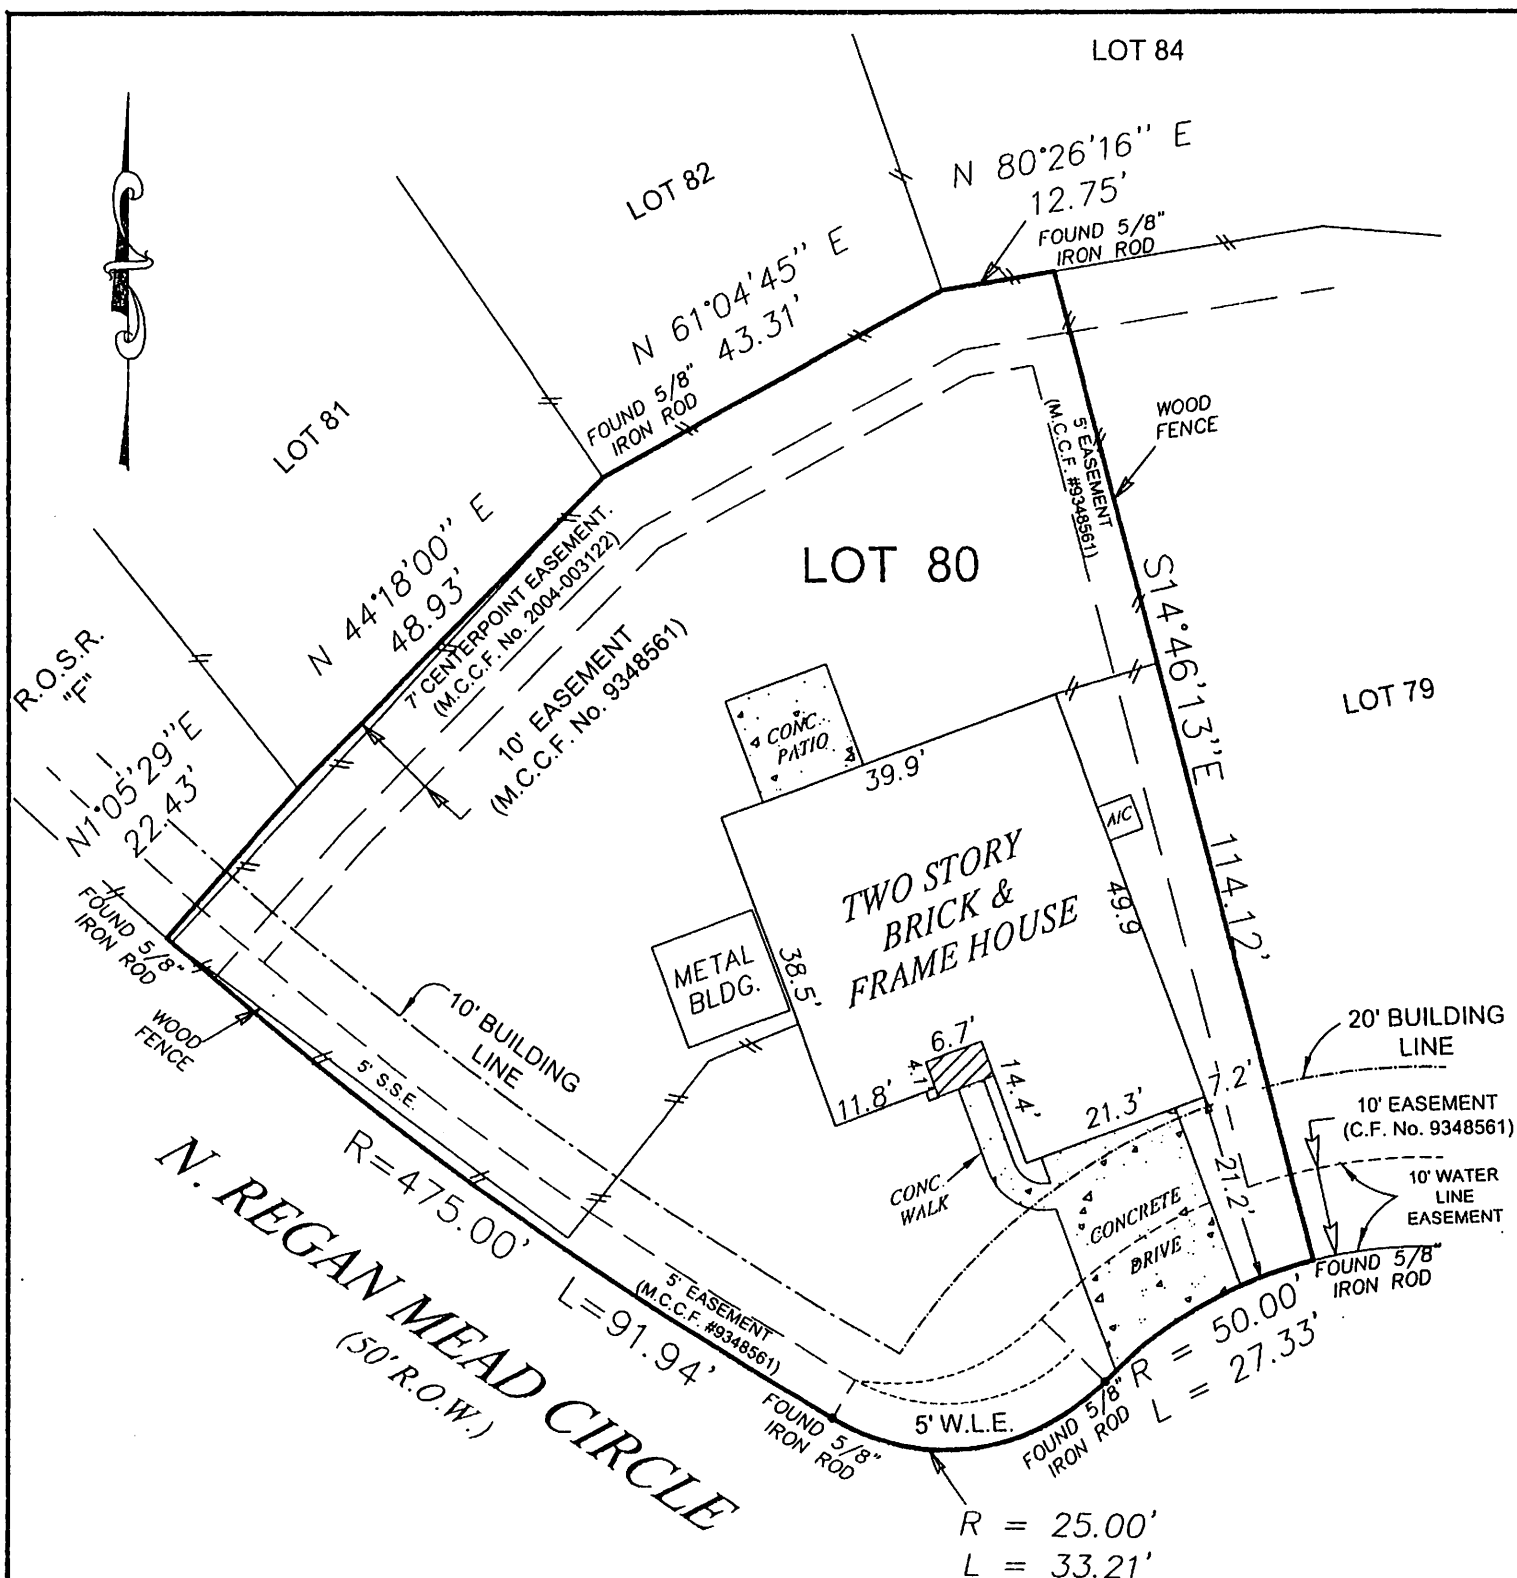 LOT 84
N 80°26'16'' E
12.75'
FOUND 5/8"
IRON ROD
LOT 82
N 61°04'45'' E
43.31'
FOUND 5/8"
IRON ROD
LOT 81
N 44°18'00'' E
48.93'
7' CENTERPOINT EASEMENT.
(M.C.C.F. No. 2004-003122)
10' EASEMENT
(M.C.C.F. No. 9348561)
R.O.S.R.
"F"
N1°05'29''E
22.43'
FOUND 5/8"
IRON ROD
WOOD
FENCE
5' EASEMENT
(M.C.C.F. #9348561)
WOOD
FENCE
LOT 80
S14°46'13''E 114.12'
LOT 79
CONC.
PATIO
39.9'
A/C
49.9
TWO STORY
BRICK &
FRAME HOUSE
METAL
BLDG.
38.5'
10' BUILDING
LINE
5' S.S.E.
6.7'
4.1'
11.8'
14.4'
21.3'
7.2'
21.2'
20' BUILDING
LINE
10' EASEMENT
(C.F. No. 9348561)
10' WATER
LINE
EASEMENT
CONC.
WALK
CONCRETE
DRIVE
R=475.00'
L=91.94'
5' EASEMENT
(M.C.C.F. #9348561)
N. REGAN MEAD CIRCLE
(50' R.O.W.)
FOUND 5/8"
IRON ROD
5' W.L.E.
FOUND 5/8"
IRON ROD
R = 50.00'
L = 27.33'
FOUND 5/8"
IRON ROD
R = 25.00'
L = 33.21'